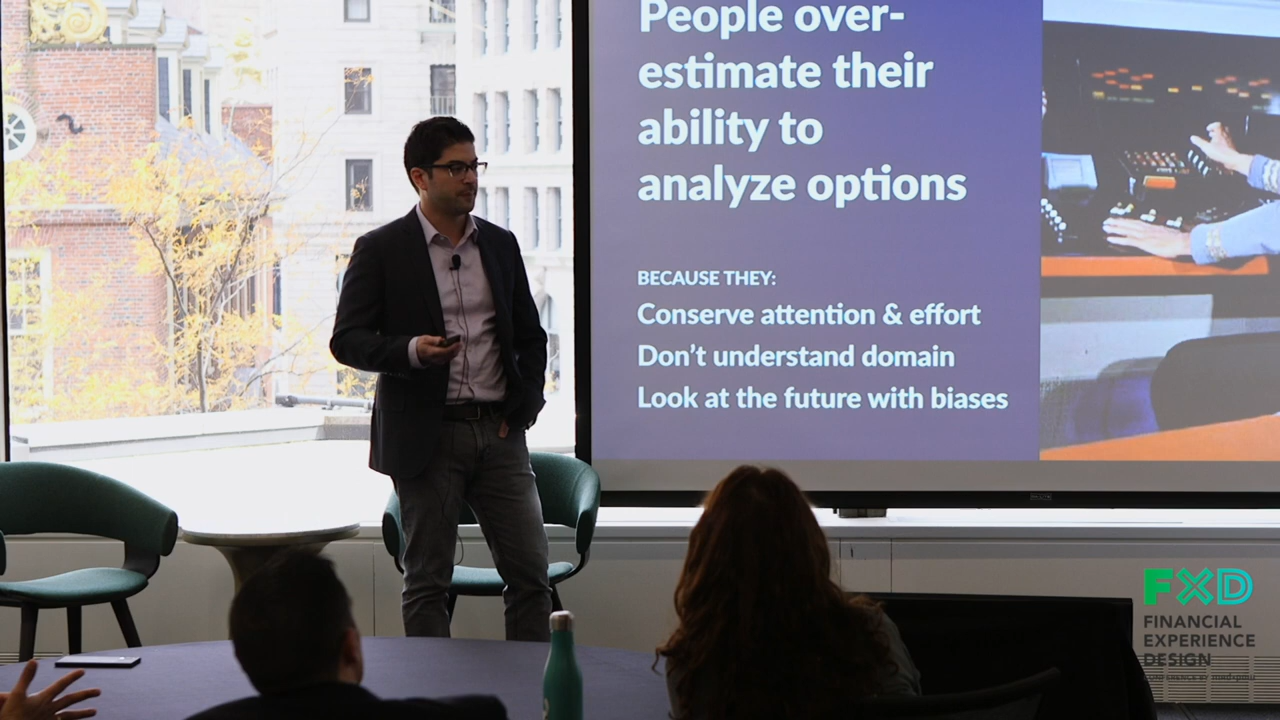 People over-
estimate their
ability to
analyze options
BECAUSE THEY:
Conserve attention & effort
Don't understand domain
Look at the future with biases
FXD
FINANCIAL
EXPERIENCE
DESIGN